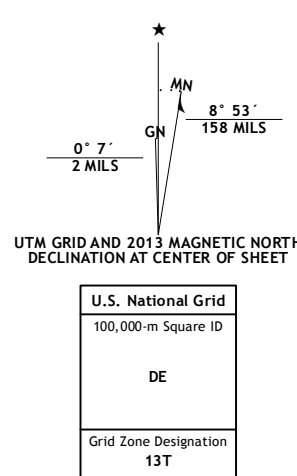 ★
MN
8° 53´
158 MILS
GN
0° 7´
2 MILS
UTM GRID AND 2013 MAGNETIC NORTH
DECLINATION AT CENTER OF SHEET
U.S. National Grid
100,000-m Square ID
DE
Grid Zone Designation
13T